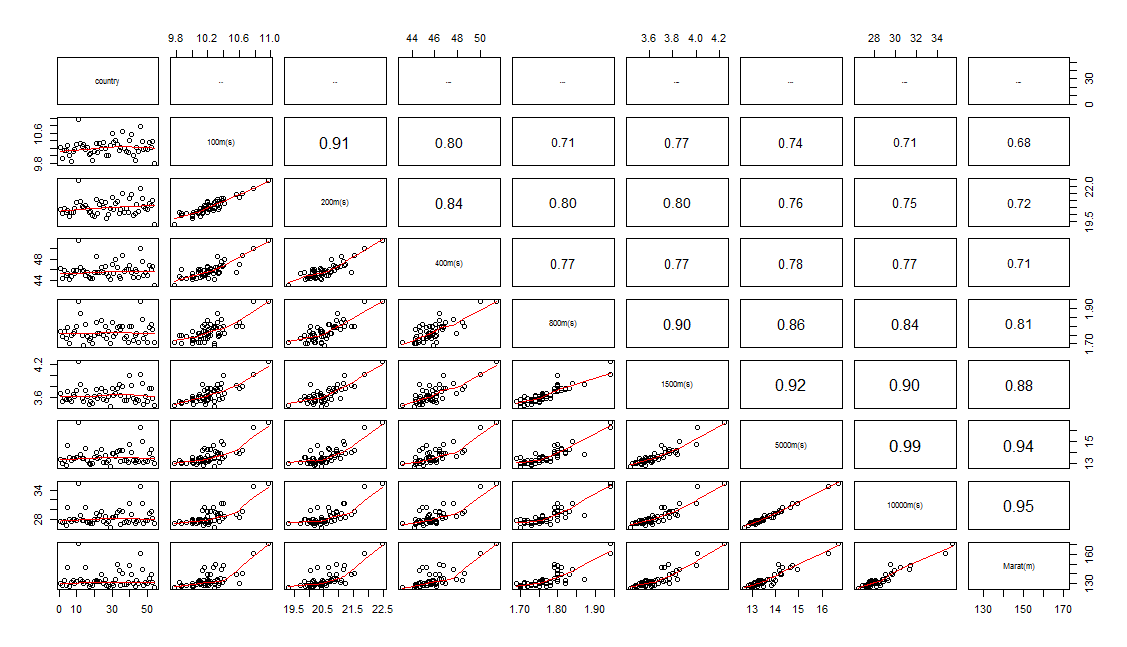 9.8 10.2 10.6 11.0 44 46 48 50 3.6 3.8 4.0 4.2 28 30 32 34
country ... ... ... ... ... ... ... ... 0 30
9.8 10.6 100m(s) 0.91 0.80 0.71 0.77 0.74 0.71 0.68
200m(s) 0.84 0.80 0.80 0.76 0.75 0.72 19.5 22.0
44 48 400m(s) 0.77 0.77 0.78 0.77 0.71
800m(s) 0.90 0.86 0.84 0.81 1.70 1.90
3.6 4.2 1500m(s) 0.92 0.90 0.88
5000m(s) 0.99 0.94 13 15
28 34 10000m(s) 0.95
Marat(m) 130 160
0 10 30 50 19.5 20.5 21.5 22.5 1.70 1.80 1.90 13 14 15 16 130 150 170